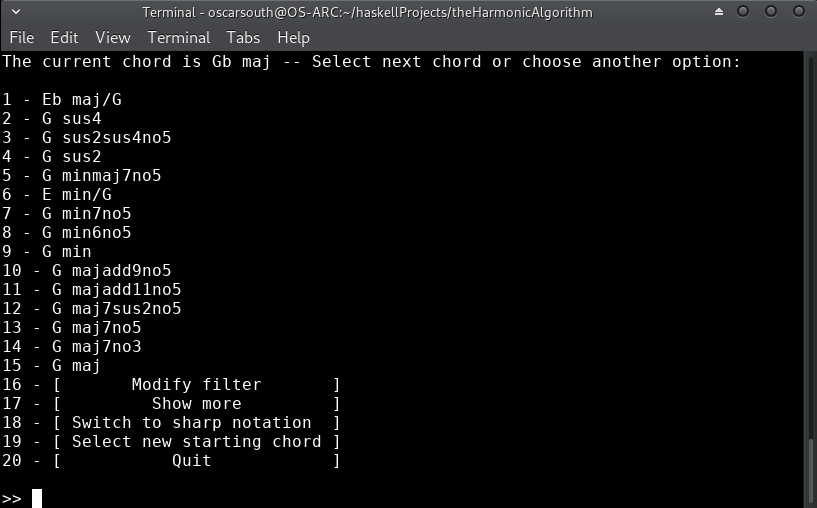 Terminal - oscarsouth@OS-ARC:~/haskellProjects/theHarmonicAlgorithm
File Edit View Terminal Tabs Help
The current chord is Gb maj -- Select next chord or choose another option:
1 - Eb maj/G
2 - G sus4
3 - G sus2sus4no5
4 - G sus2
5 - G minmaj7no5
6 - E min/G
7 - G min7no5
8 - G min6no5
9 - G min
10 - G majadd9no5
11 - G majadd11no5
12 - G maj7sus2no5
13 - G maj7no5
14 - G maj7no3
15 - G maj
16 - [ Modify filter ]
17 - [ Show more ]
18 - [ Switch to sharp notation ]
19 - [ Select new starting chord ]
20 - [ Quit ]
>>